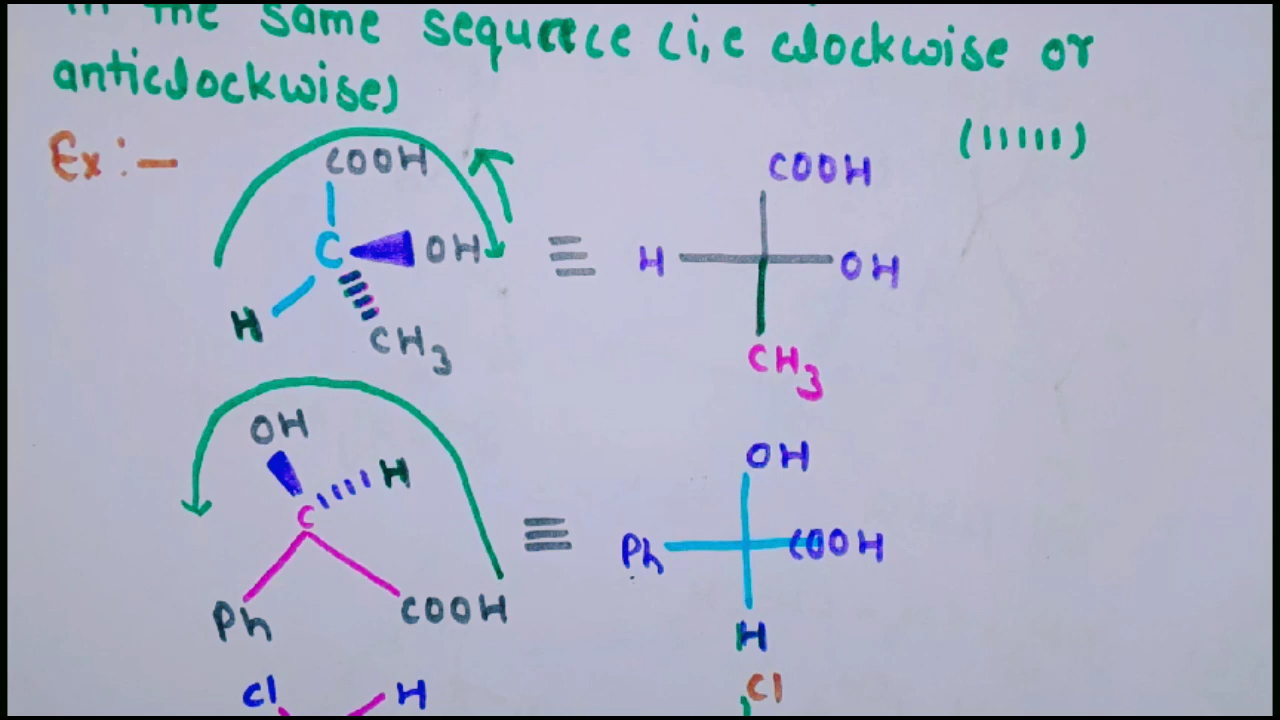 in the same sequence (i,e clockwise or
anticlockwise)
Ex :-
(11111)
COOH
C
OH
H
CH3
≡
COOH
H
OH
CH3
OH
H
C
Ph
COOH
≡
OH
Ph
COOH
H
Cl
H
Cl